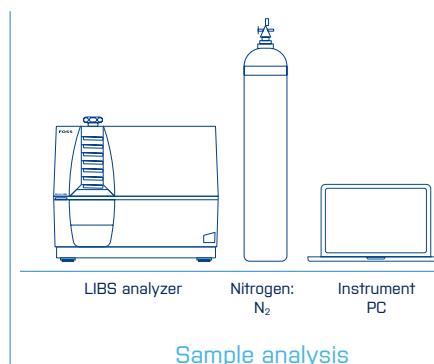 FOSS
LIBS analyzer
Nitrogen:
N₂
Instrument
PC
Sample analysis